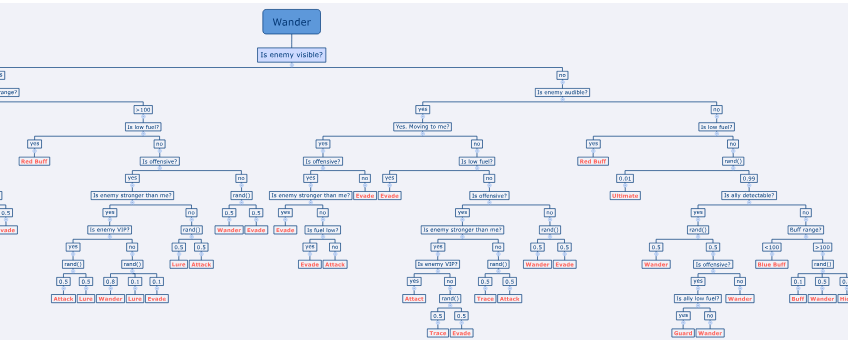 Wander
Is enemy visible?
no
range?
Is enemy audible?
>100 yes no
Is low fuel? Yes. Moving to me? Is low fuel?
yes no yes no yes no
Red Buff Is offensive? Is offensive? Is low fuel? Red Buff rand()
yes no yes no yes no 0.01 0.99
Is enemy stronger than me? rand() Is enemy stronger than me? Evade Evade Is offensive? Ultimate Is ally detectable?
0.5 yes no 0.5 0.5 yes no yes no yes no
Is enemy VIP? rand() Wander Evade Evade Is fuel low? Is enemy stronger than me? rand() rand() Buff range?
yes no 0.5 0.5 yes no yes no 0.5 0.5 0.5 0.5 <100 >100
rand() rand() Lure Attack Evade Attack Is enemy VIP? rand() Wander Evade Wander Is offensive? Blue Buff rand()
0.5 0.5 0.8 0.1 0.1 yes no 0.5 0.5 yes no 0.1 0.5
Attack Lure Wander Lure Evade Attact rand() Trace Attack Is ally low fuel? Wander Buff Wander
0.5 0.5 yes no
Trace Evade Guard Wander